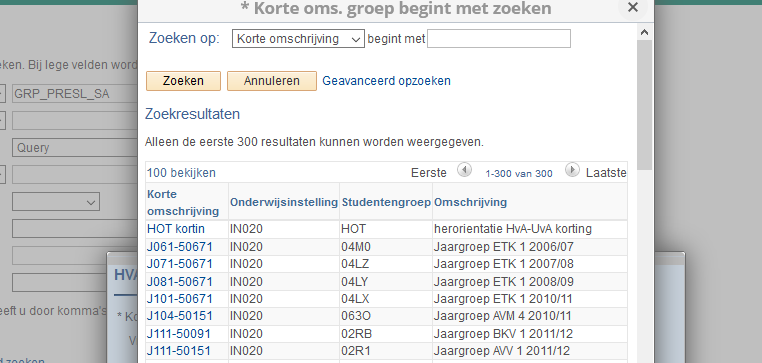 * Korte oms. groep begint met zoeken
Zoeken op: Korte omschrijving begint met
Zoeken Annuleren Geavanceerd opzoeken
Zoekresultaten
Alleen de eerste 300 resultaten kunnen worden weergegeven.
100 bekijken Eerste 1-300 van 300 Laatste
Korte omschrijving Onderwijsinstelling Studentengroep Omschrijving
HOT kortin IN020 HOT herorientatie HvA-UvA korting
J061-50671 IN020 04M0 Jaargroep ETK 1 2006/07
J071-50671 IN020 04LZ Jaargroep ETK 1 2007/08
J081-50671 IN020 04LY Jaargroep ETK 1 2008/09
J101-50671 IN020 04LX Jaargroep ETK 1 2010/11
J104-50151 IN020 063O Jaargroep AVM 4 2010/11
J111-50091 IN020 02RB Jaargroep BKV 1 2011/12
J111-50151 IN020 02R1 Jaargroep AVV 1 2011/12
eken. Bij lege velden word
GRP_PRESL_SA
Query
HVA
* Ko
V
eeft u door komma's
d zoeken